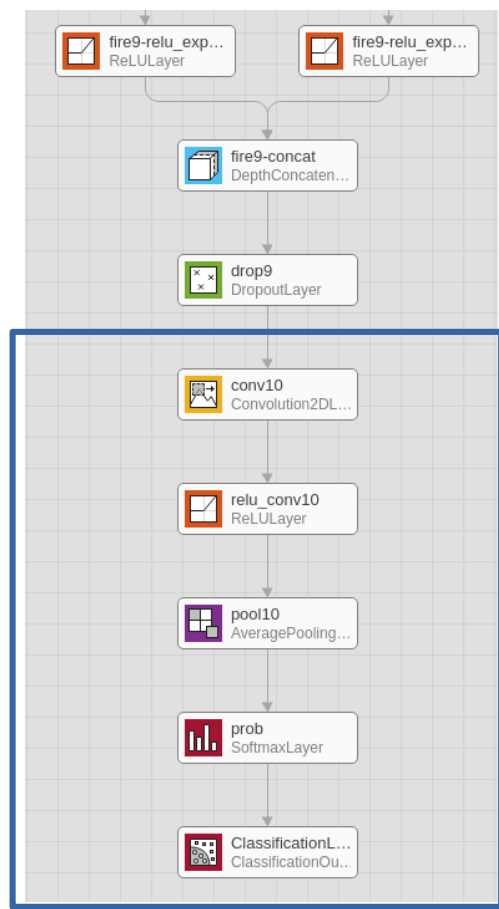 fire9-relu_exp...
ReLULayer
fire9-relu_exp...
ReLULayer
fire9-concat
DepthConcaten...
drop9
DropoutLayer
conv10
Convolution2DL...
relu_conv10
ReLULayer
pool10
AveragePooling...
prob
SoftmaxLayer
ClassificationL...
ClassificationOu...